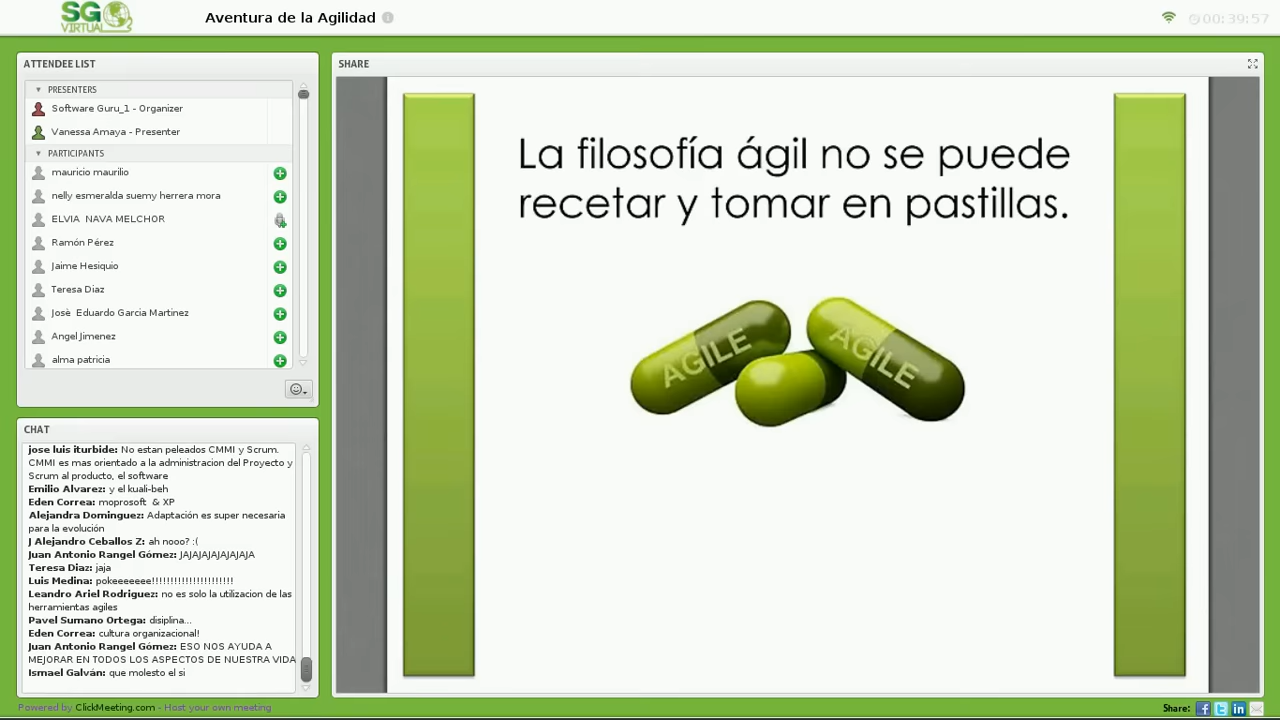 SG
VIRTUAL
Aventura de la Agilidad
00:39:57
ATTENDEE LIST
PRESENTERS
Software Guru_1 - Organizer
Vanessa Amaya - Presenter
PARTICIPANTS
mauricio maurilio
nelly esmeralda suemy herrera mora
ELVIA NAVA MELCHOR
Ramón Pérez
Jaime Hesiquio
Teresa Diaz
Josè Eduardo Garcia Martinez
Angel Jimenez
alma patricia
CHAT
jose luis iturbide: No estan peleados CMMI y Scrum.
CMMI es mas orientado a la administracion del Proyecto y
Scrum al producto, el software
Emilio Alvarez: y el kuali-beh
Eden Correa: moprosoft & XP
Alejandra Dominguez: Adaptación es super necesaria
para la evolución
J Alejandro Ceballos Z: ah nooo? :(
Juan Antonio Rangel Gómez: JAJAJAJAJAJAJA
Teresa Diaz: jaja
Luis Medina: pokeeeeeee!!!!!!!!!!!!!!!!!!!!!!
Leandro Ariel Rodriguez: no es solo la utilizacion de las
herramientas agiles
Pavel Sumano Ortega: disiplina...
Eden Correa: cultura organizacional!
Juan Antonio Rangel Gómez: ESO NOS AYUDA A
MEJORAR EN TODOS LOS ASPECTOS DE NUESTRA VIDA
Ismael Galván: que molesto el si
SHARE
La filosofía ágil no se puede
recetar y tomar en pastillas.
AGILE
AGILE
Powered by ClickMeeting.com - Host your own meeting
Share: